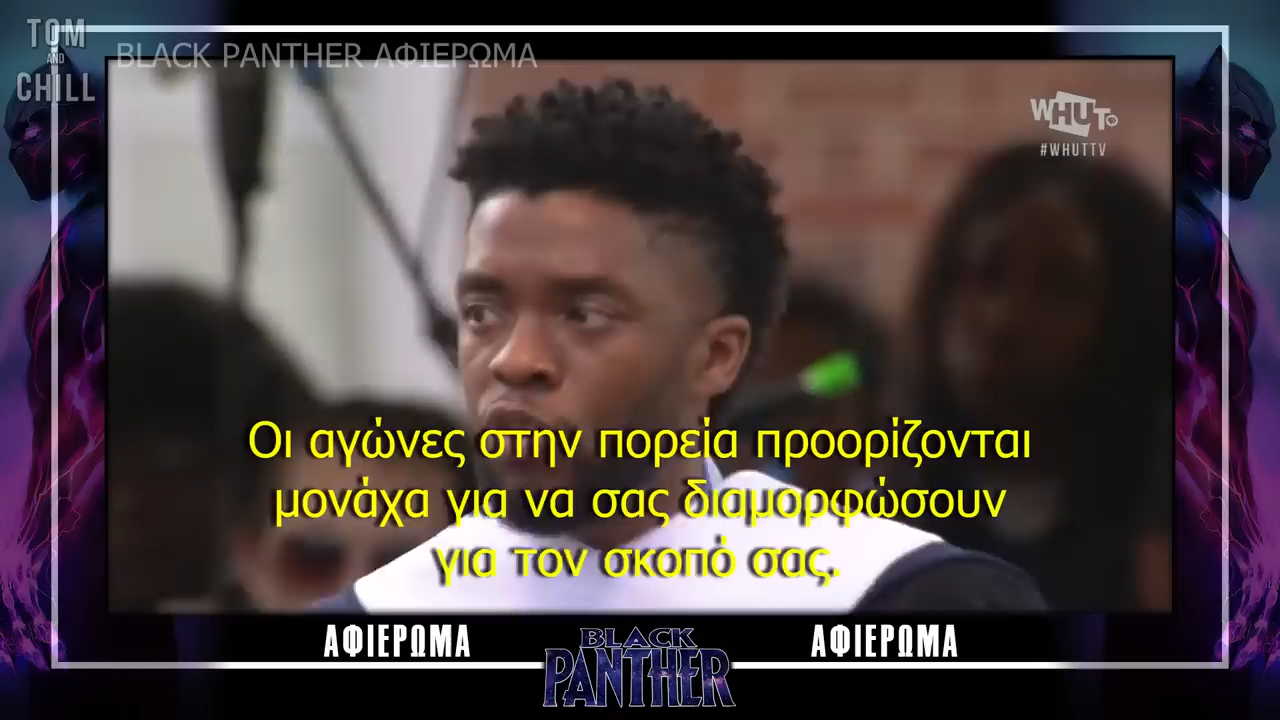 TOM
AND
CHILL
BLACK PANTHER ΑΦΙΕΡΩΜΑ
WHUT
#WHUTTV
Οι αγώνες στην πορεία προορίζονται
μονάχα για να σας διαμορφώσουν
για τον σκοπό σας.
ΑΦΙΕΡΩΜΑ
BLACK
PANTHER
ΑΦΙΕΡΩΜΑ